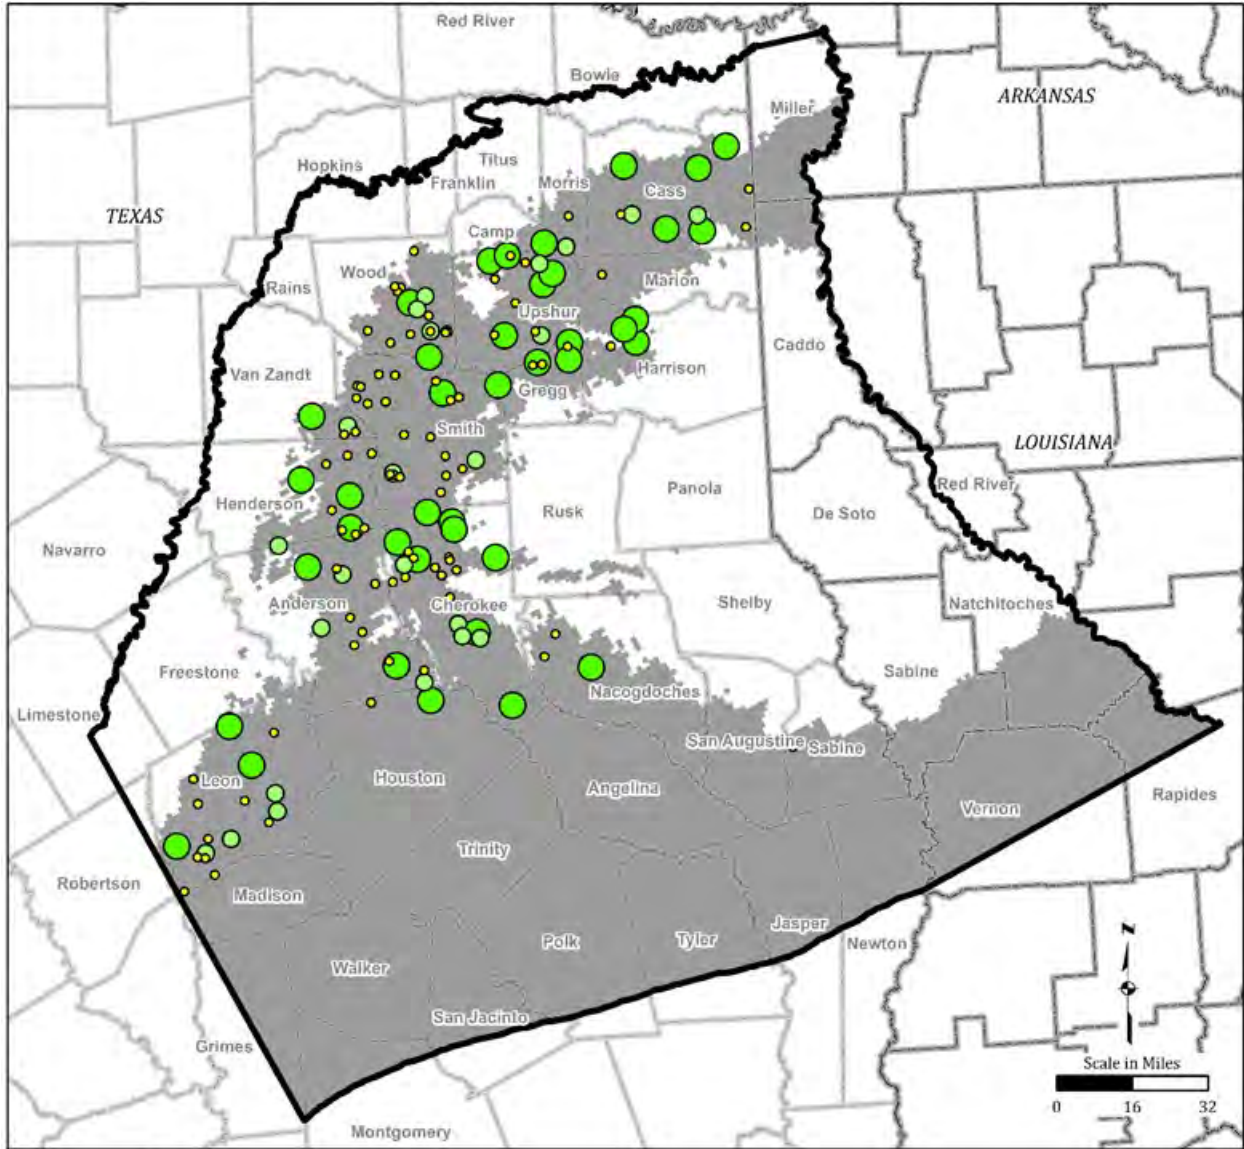 Red River
Bowie
ARKANSAS
Miller
Hopkins
Titus
Franklin
Morris
Cass
TEXAS
Camp
Wood
Rains
Marion
Upshur
Caddo
Van Zandt
Harrison
Gregg
Smith
LOUISIANA
Red River
Panola
Henderson
Rusk
De Soto
Navarro
Anderson
Cherokee
Shelby
Natchitoches
Freestone
Sabine
Nacogdoches
Limestone
San Augustine
Sabine
Leon
Houston
Angelina
Vernon
Rapides
Trinity
Robertson
Madison
Jasper
Polk
Tyler
Newton
N
Walker
San Jacinto
Grimes
Scale in Miles
0 16 32
Montgomery